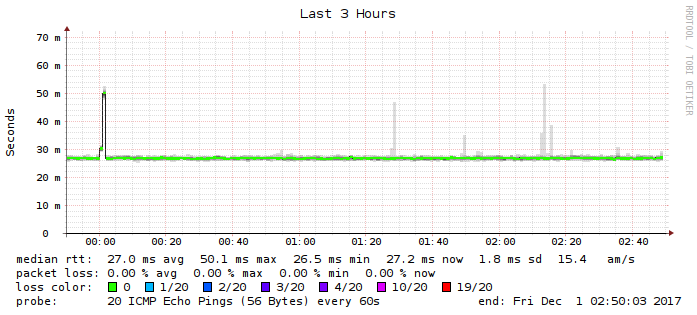 Last 3 Hours
RRDTOOL / TOBI OETIKER
Seconds
70 m
60 m
50 m
40 m
30 m
20 m
10 m
0
00:00 00:20 00:40 01:00 01:20 01:40 02:00 02:20 02:40
median rtt: 27.0 ms avg 50.1 ms max 26.5 ms min 27.2 ms now 1.8 ms sd 15.4 am/s
packet loss: 0.00 % avg 0.00 % max 0.00 % min 0.00 % now
loss color: 0 1/20 2/20 3/20 4/20 10/20 19/20
probe: 20 ICMP Echo Pings (56 Bytes) every 60s end: Fri Dec 1 02:50:03 2017